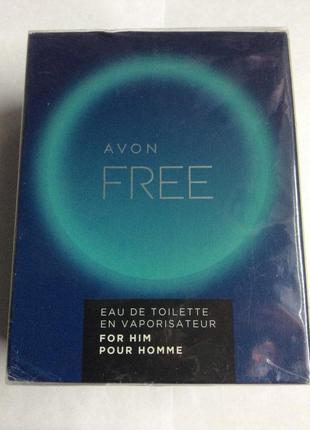 AVON
FREE
EAU DE TOILETTE
EN VAPORISATEUR
FOR HIM
POUR HOMME